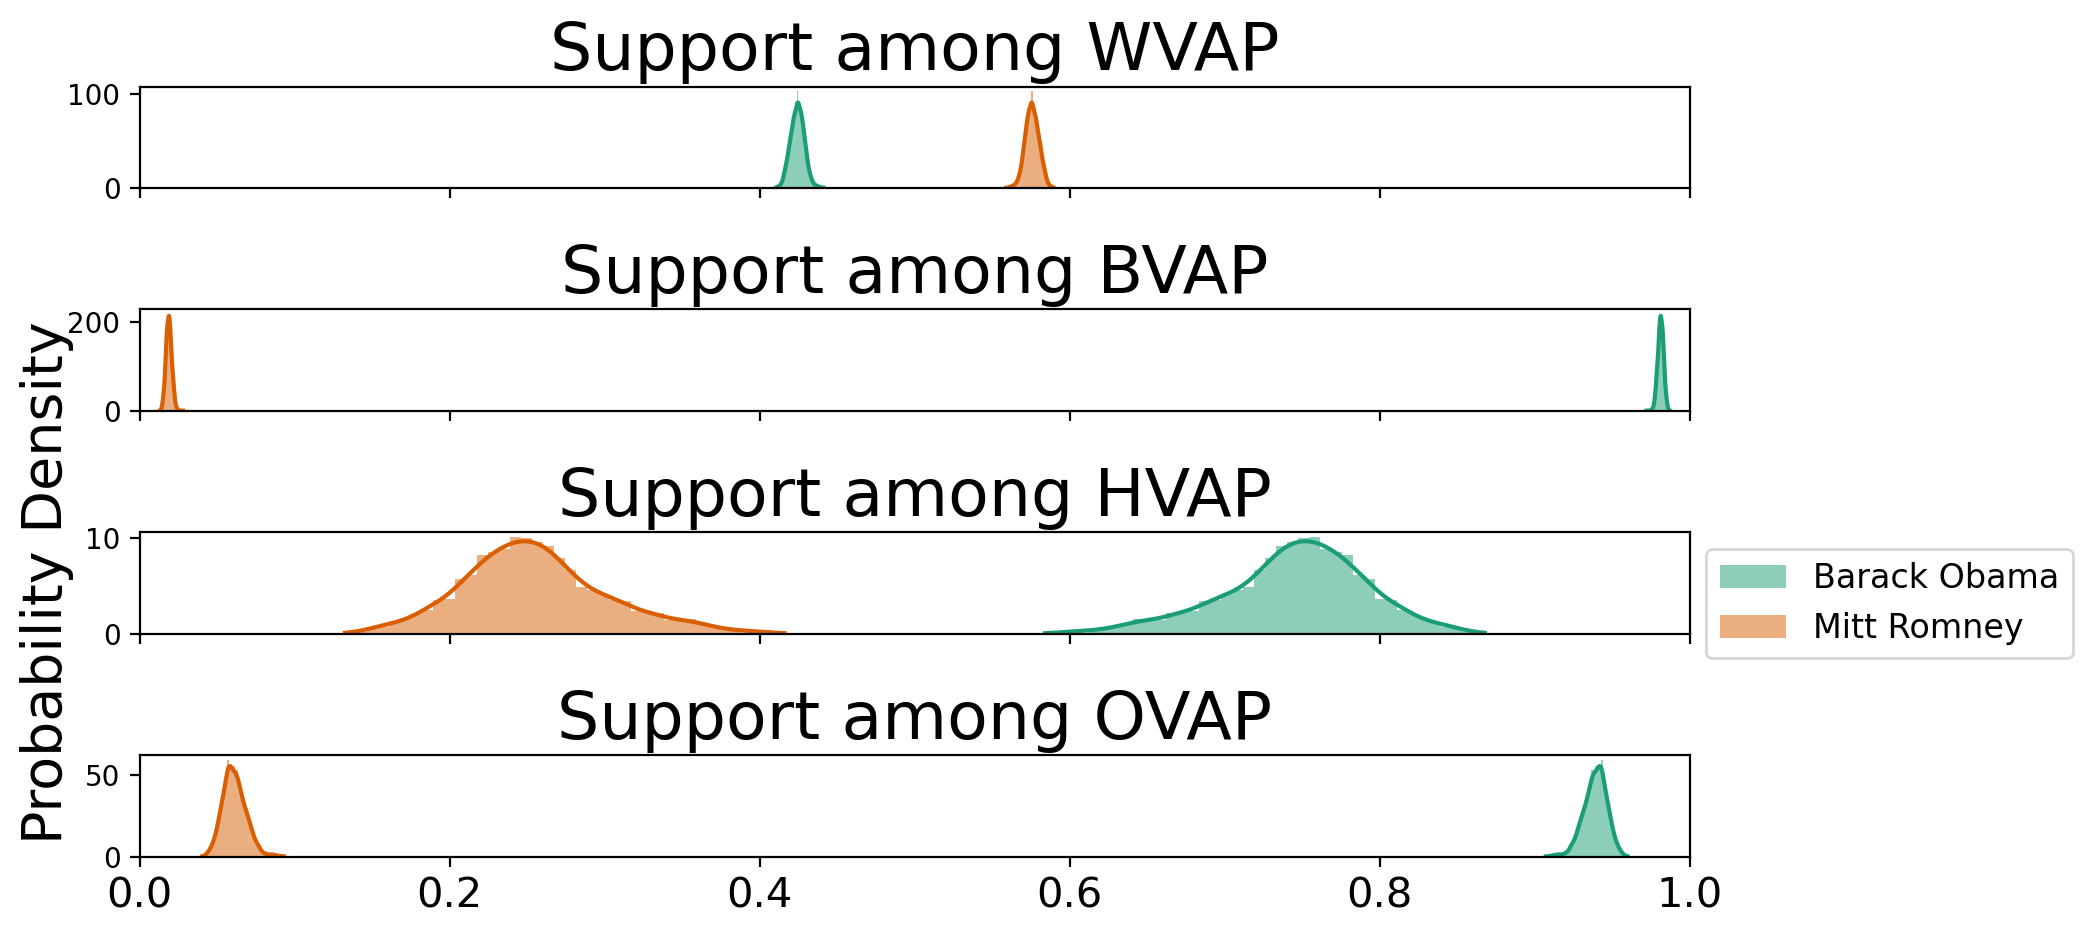 Support among WVAP
100
0
Support among BVAP
200
0
Support among HVAP
10
0
Support among OVAP
50
0
0.0 0.2 0.4 0.6 0.8 1.0
Probability Density
Barack Obama
Mitt Romney